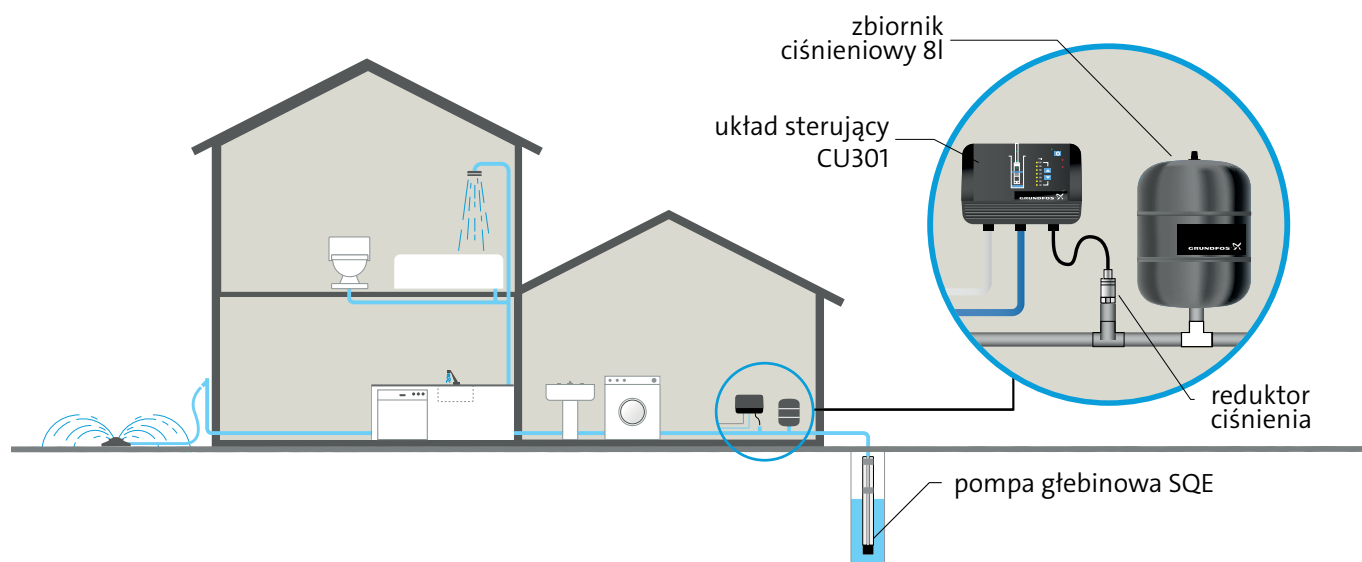 zbiornik
ciśnieniowy 8l
układ sterujący
CU301
GRUNDFOS
GRUNDFOS
reduktor
ciśnienia
pompa głebinowa SQE